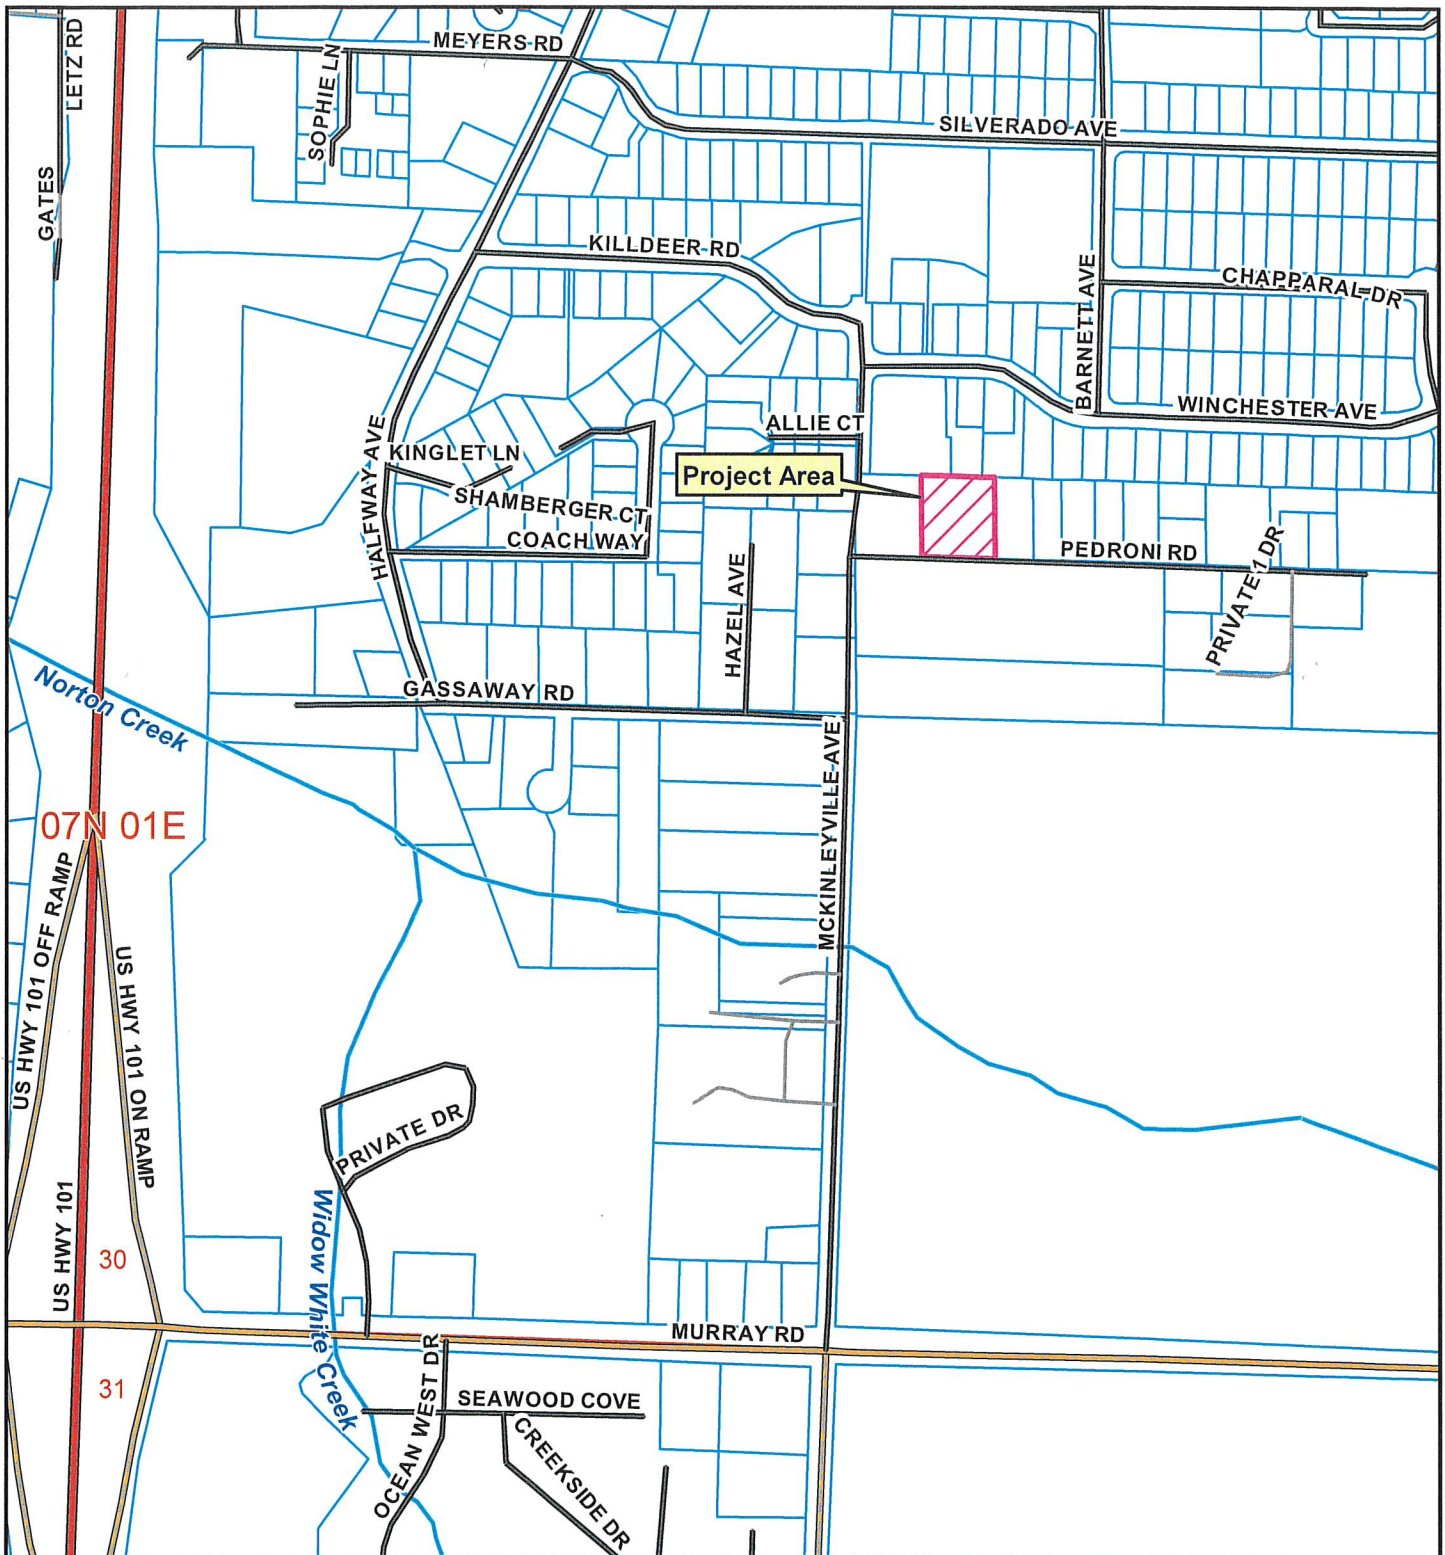 LETZ RD
MEYERS RD
SOPHIE LN
SILVERADO AVE
GATES
KILLDEER RD
BARNETT AVE
CHAPPARAL DR
WINCHESTER AVE
ALLIE CT
HALFWAY AVE
KINGLET LN
Project Area
SHAMBERGER CT
COACH WAY
PEDRONI RD
PRIVATE 1 DR
HAZEL AVE
GASSAWAY RD
Norton Creek
MCKINLEYVILLE AVE
07N 01E
US HWY 101 OFF RAMP
US HWY 101 ON RAMP
PRIVATE DR
US HWY 101
Widow White Creek
30
MURRAY RD
31
OCEAN WEST DR
SEAWOOD COVE
CREEKSIDE DR